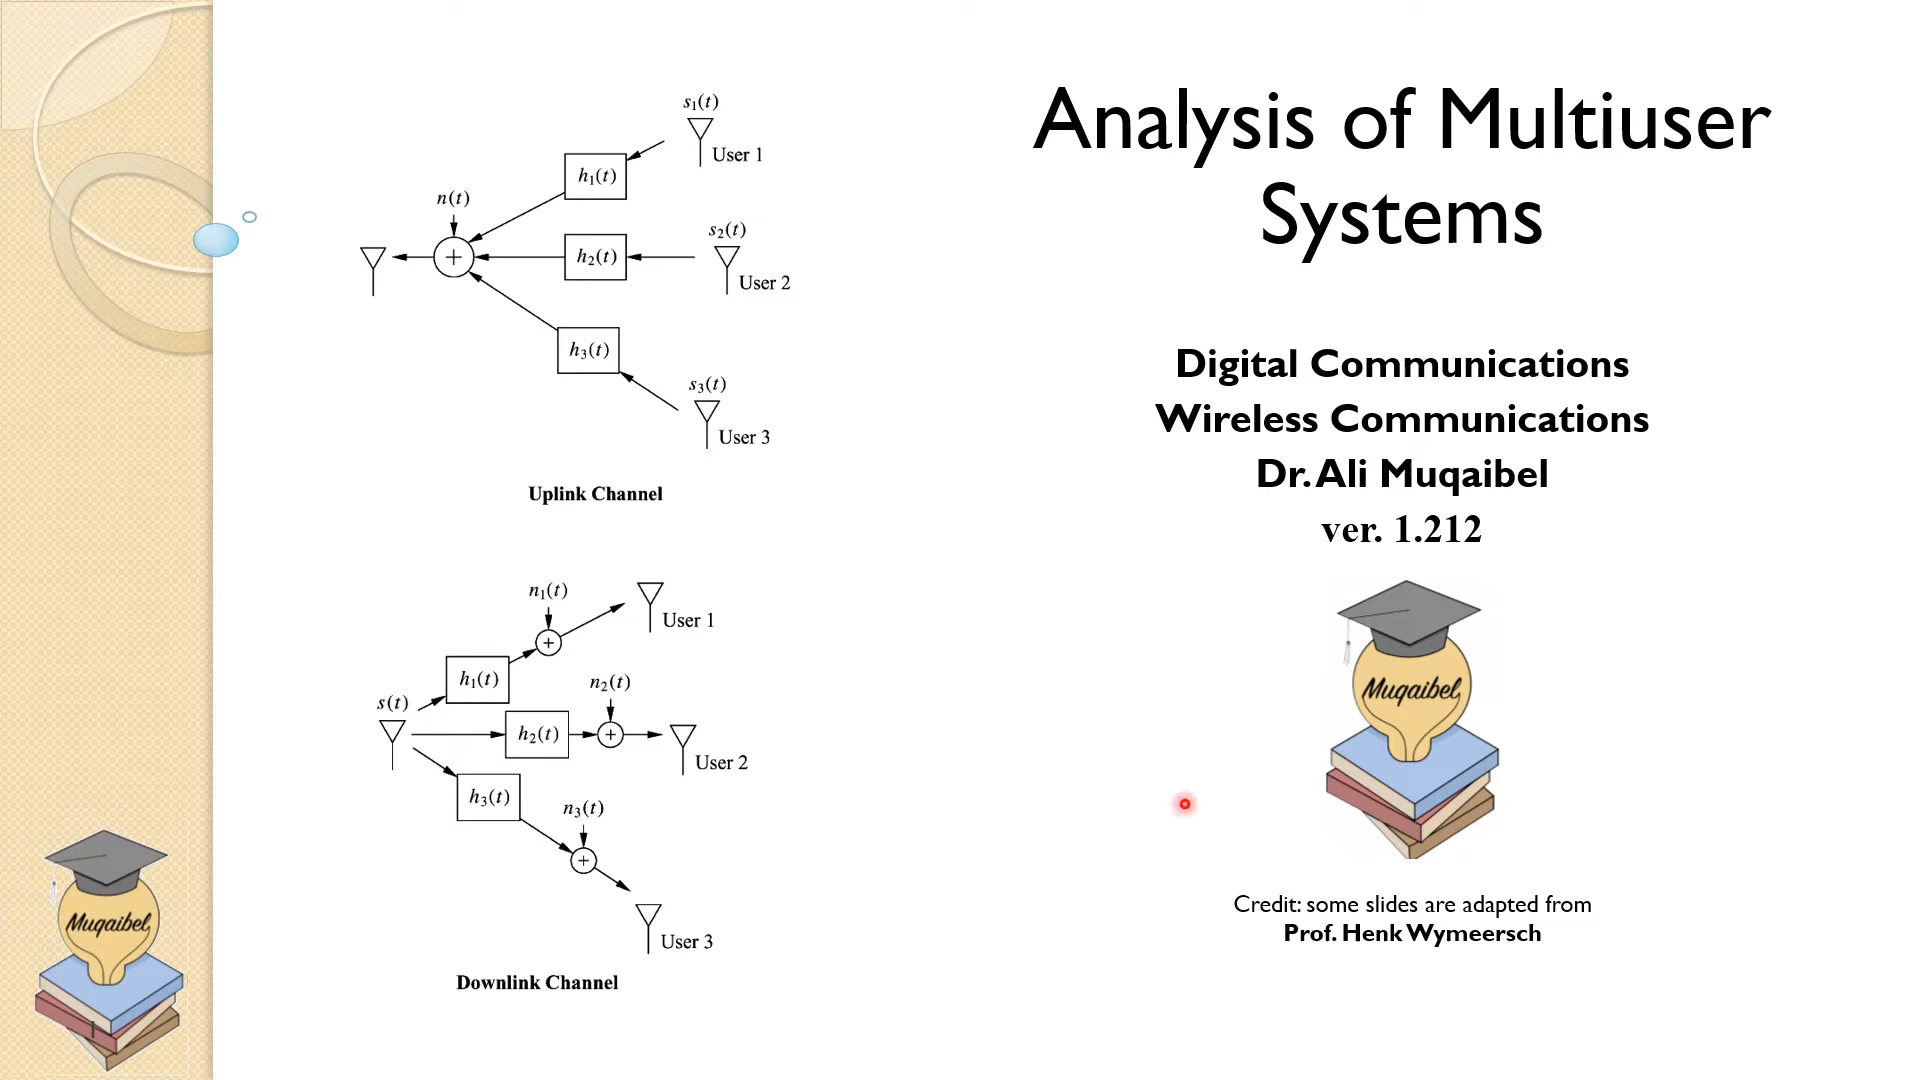 Analysis of Multiuser
Systems
Digital Communications
Wireless Communications
Dr. Ali Muqaibel
ver. 1.212
Muqaibel
Credit: some slides are adapted from
Prof. Henk Wymeersch
s₁(t)
User 1
h₁(t)
n(t)
s₂(t)
+
h₂(t)
User 2
h₃(t)
s₃(t)
User 3
Uplink Channel
n₁(t)
User 1
+
h₁(t)
n₂(t)
s(t)
h₂(t)
+
User 2
h₃(t)
n₃(t)
+
User 3
Downlink Channel
Muqaibel